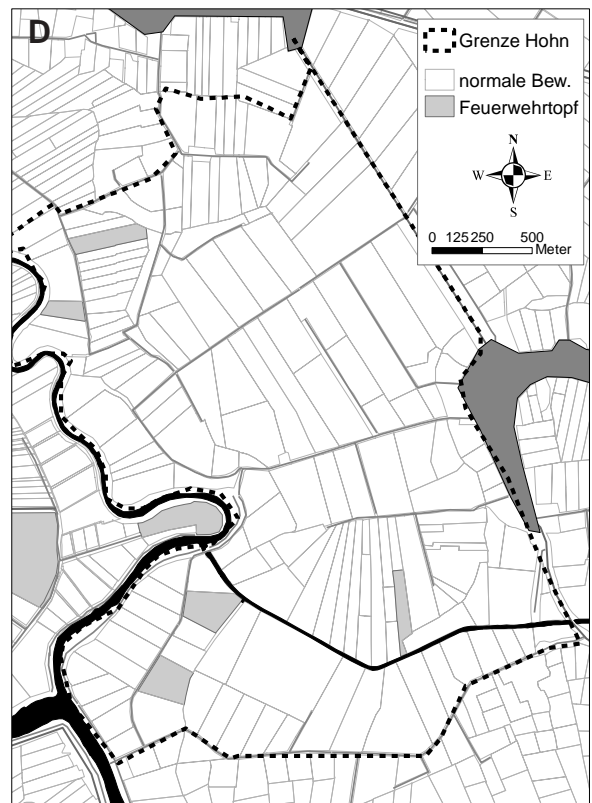 D
Grenze Hohn
normale Bew.
Feuerwehrtopf
N
W E
S
0 125 250 500
Meter